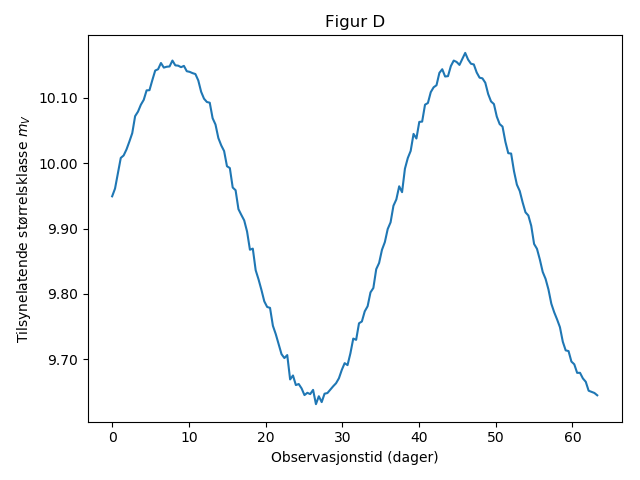 Figur D
Tilsynelatende størrelsklasse m_V
10.10
10.00
9.90
9.80
9.70
0 10 20 30 40 50 60
Observasjonstid (dager)